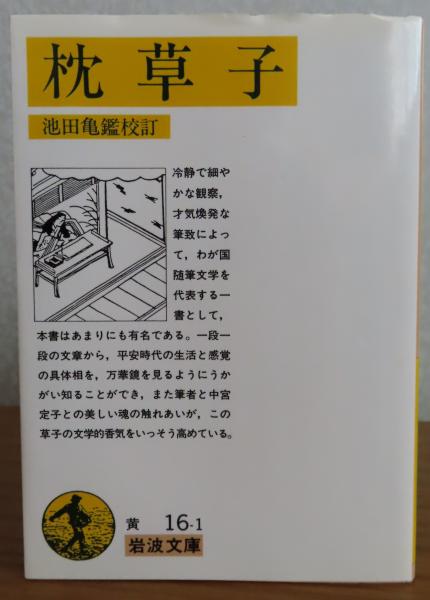 枕草子
池田亀鑑校訂
冷静で細や
かな観察，
才気煥発な
筆致によっ
て，わが国
随筆文学を
代表する一
書として，
本書はあまりにも有名である。一段一
段の文章から，平安時代の生活と感覚
の具体相を，万華鏡を見るようにうか
がい知ることができ，また筆者と中宮
定子との美しい魂の触れあいが，この
草子の文学的香気をいっそう高めている。
黄 16-1
岩波文庫